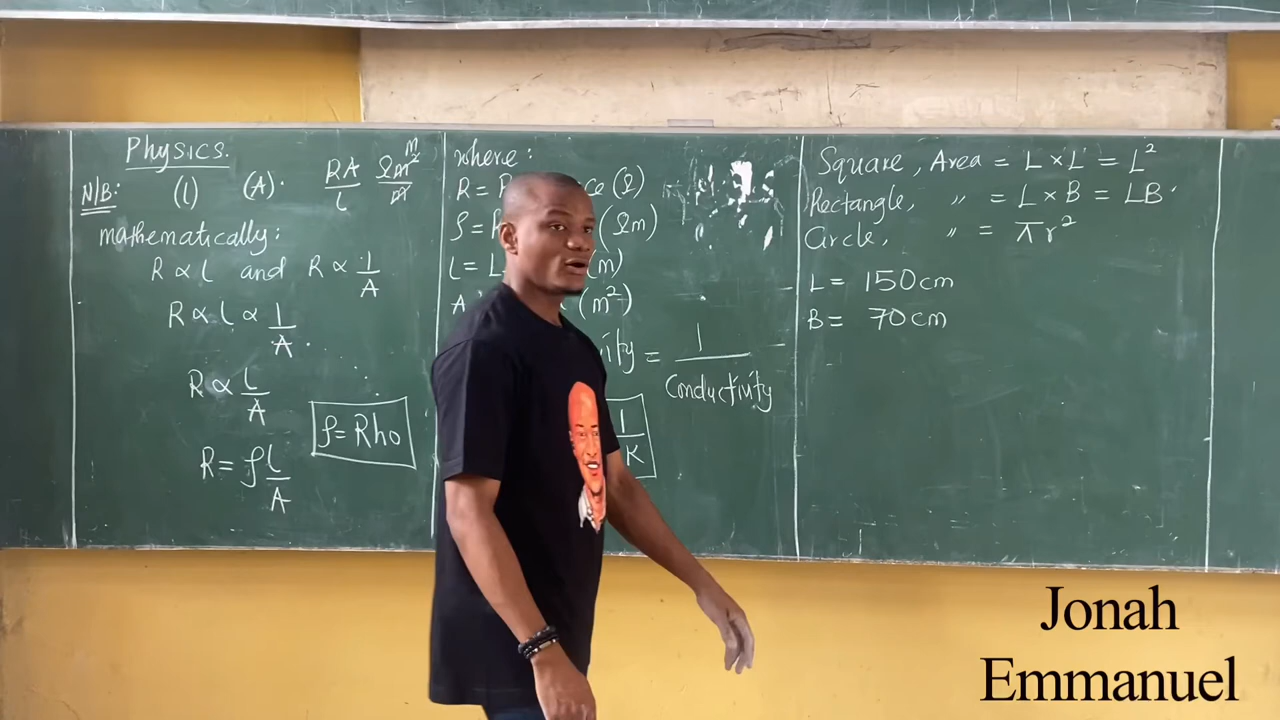 Physics.
N/B: (l) (A). RA/l Ωm²/m m
mathematically:
R ∝ l and R ∝ 1/A
R ∝ l ∝ 1/A.
R ∝ l/A
ρ = Rho
R = ρl/A
where:
R = (Ω)
ρ = (Ωm)
l = (m)
A (m²)
= 1/Conductivity
1/K
Square, Area = L × L = L²
Rectangle, " = L × B = LB
Circle, " = πr²
L = 150cm
B = 70cm
Jonah
Emmanuel